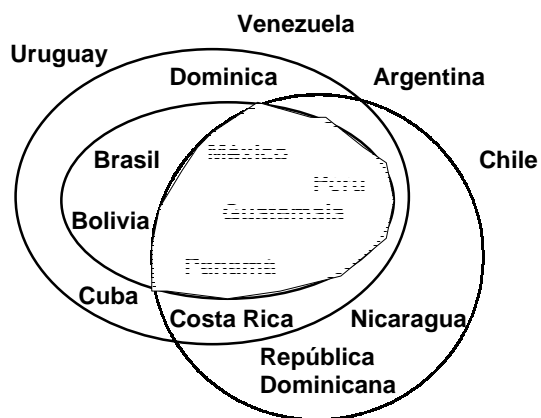 Venezuela
Uruguay
Dominica
Argentina
Brasil
México
Chile
Perú
Guatemala
Bolivia
Panamá
Cuba
Costa Rica
Nicaragua
República
Dominicana